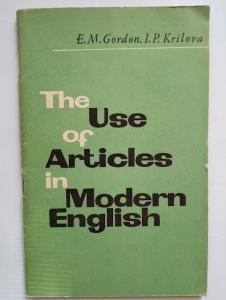 E.M.Gordon, I.P.Krilova
The
Use
of
Articles
in
Modern
English